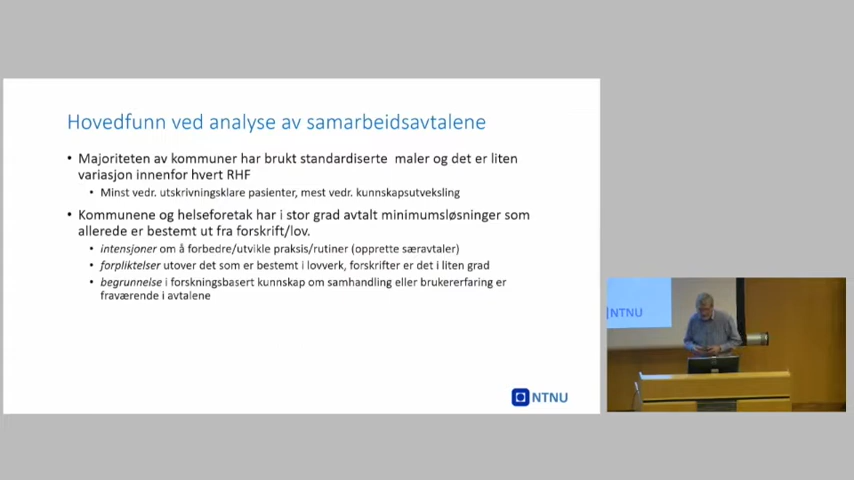 Hovedfunn ved analyse av samarbeidsavtalene
• Majoriteten av kommuner har brukt standardiserte maler og det er liten
variasjon innenfor hvert RHF
• Minst vedr. utskrivningsklare pasienter, mest vedr. kunnskapsutveksling
• Kommunene og helseforetak har i stor grad avtalt minimumsløsninger som
allerede er bestemt ut fra forskrift/lov.
• intensjoner om å forbedre/utvikle praksis/rutiner (opprette særavtaler)
• forpliktelser utover det som er bestemt i lovverk, forskrifter er det i liten grad
• begrunnelse i forskningsbasert kunnskap om samhandling eller brukererfaring er
fraværende i avtalene
NTNU
NTNU